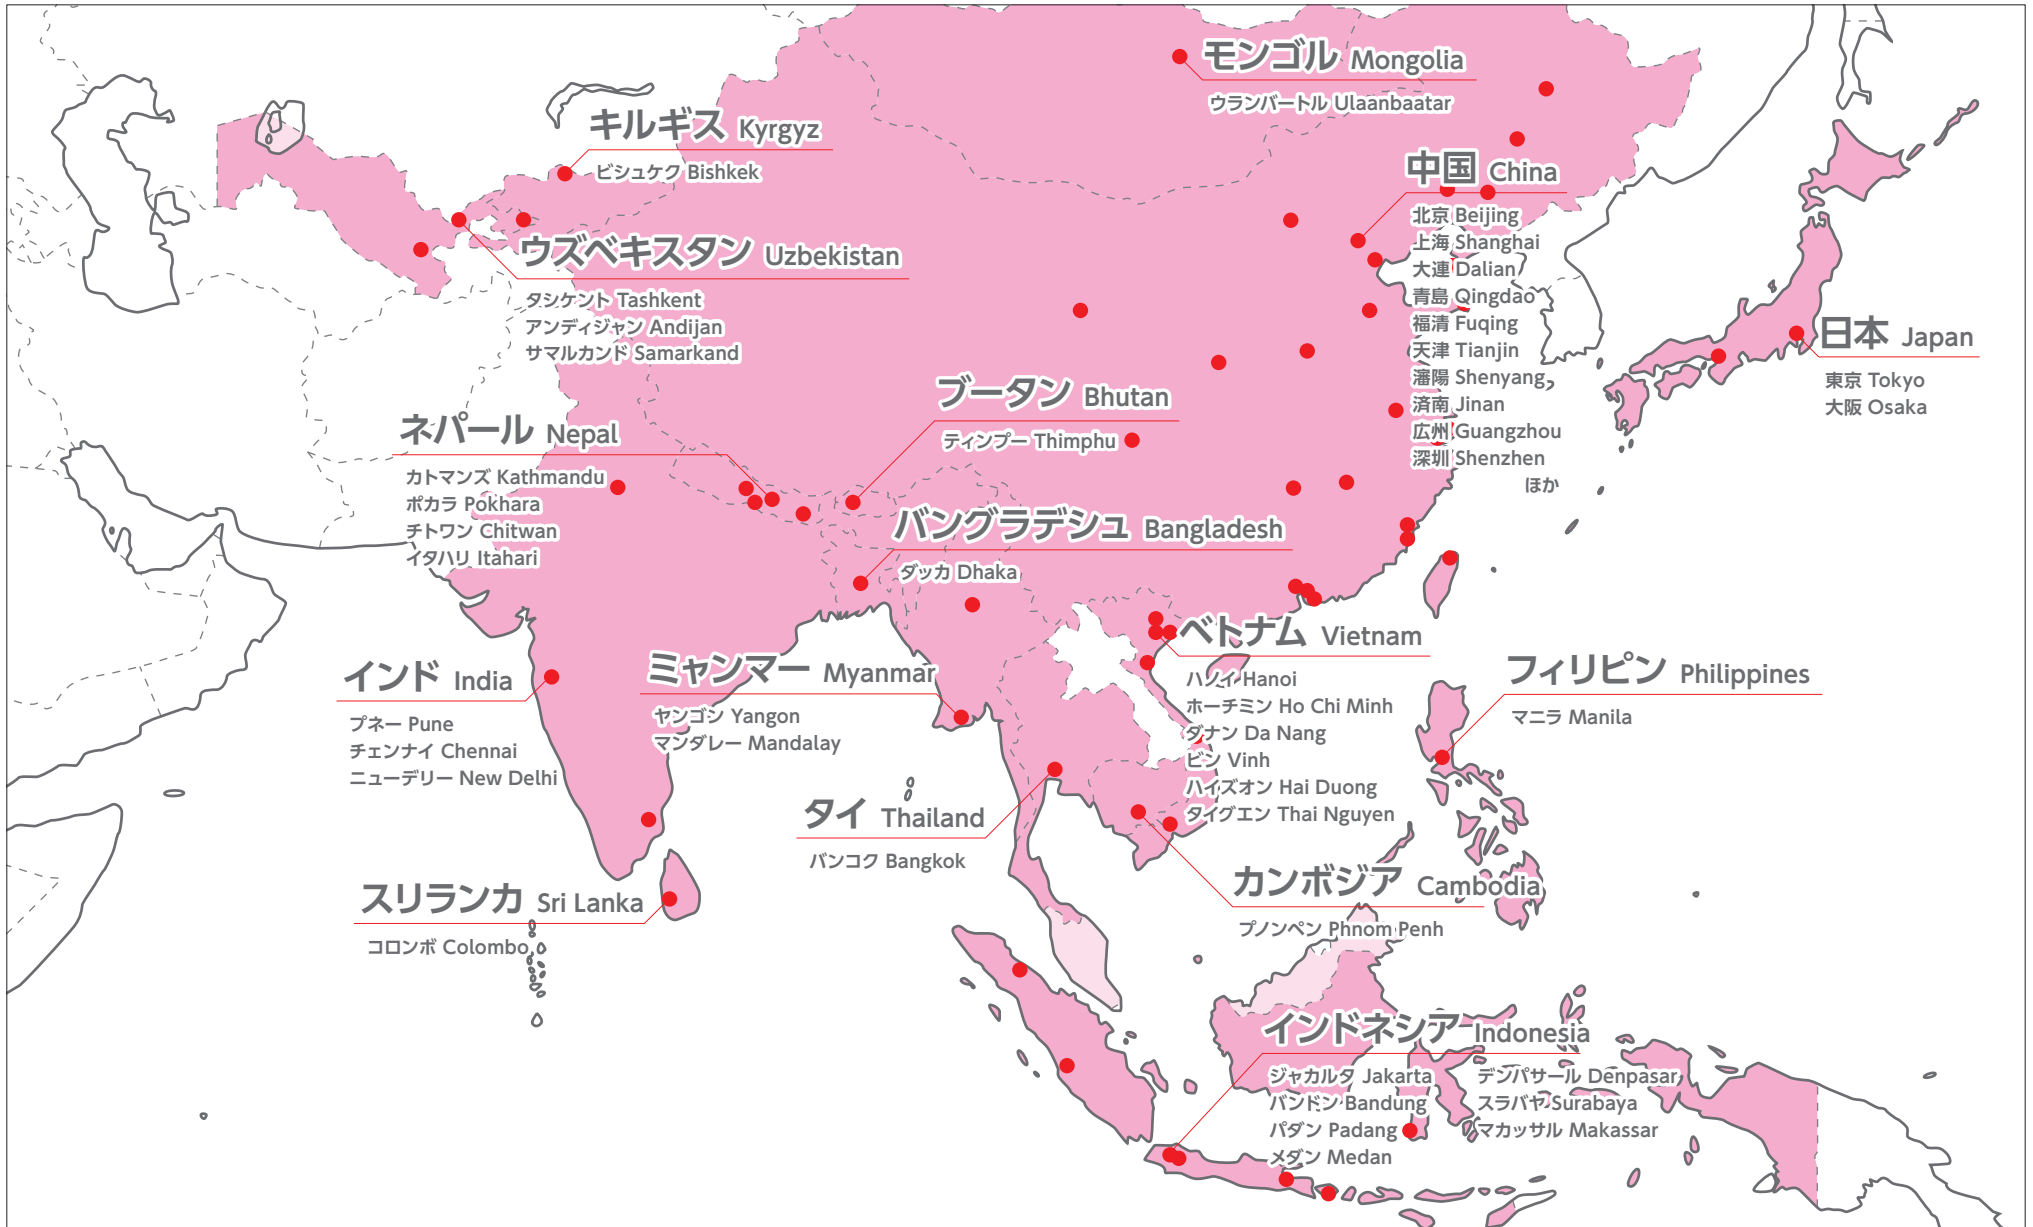 モンゴル Mongolia
ウランバートル Ulaanbaatar
キルギス Kyrgyz
ビシュケク Bishkek
中国 China
北京 Beijing
上海 Shanghai
大連 Dalian
青島 Qingdao
福清 Fuqing
天津 Tianjin
瀋陽 Shenyang
済南 Jinan
広州 Guangzhou
深圳 Shenzhen
ほか
ウズベキスタン Uzbekistan
タシケント Tashkent
アンディジャン Andijan
サマルカンド Samarkand
日本 Japan
東京 Tokyo
大阪 Osaka
ブータン Bhutan
ティンプー Thimphu
ネパール Nepal
カトマンズ Kathmandu
ポカラ Pokhara
チトワン Chitwan
イタハリ Itahari
バングラデシュ Bangladesh
ダッカ Dhaka
ベトナム Vietnam
ハノイ Hanoi
ホーチミン Ho Chi Minh
ダナン Da Nang
ビン Vinh
ハイズオン Hai Duong
タイグエン Thai Nguyen
インド India
プネー Pune
チェンナイ Chennai
ニューデリー New Delhi
ミャンマー Myanmar
ヤンゴン Yangon
マンダレー Mandalay
フィリピン Philippines
マニラ Manila
タイ Thailand
バンコク Bangkok
カンボジア Cambodia
プノンペン Phnom Penh
スリランカ Sri Lanka
コロンボ Colombo
インドネシア Indonesia
ジャカルタ Jakarta
バンドン Bandung
パダン Padang
メダン Medan
デンパサール Denpasar
スラバヤ Surabaya
マカッサル Makassar